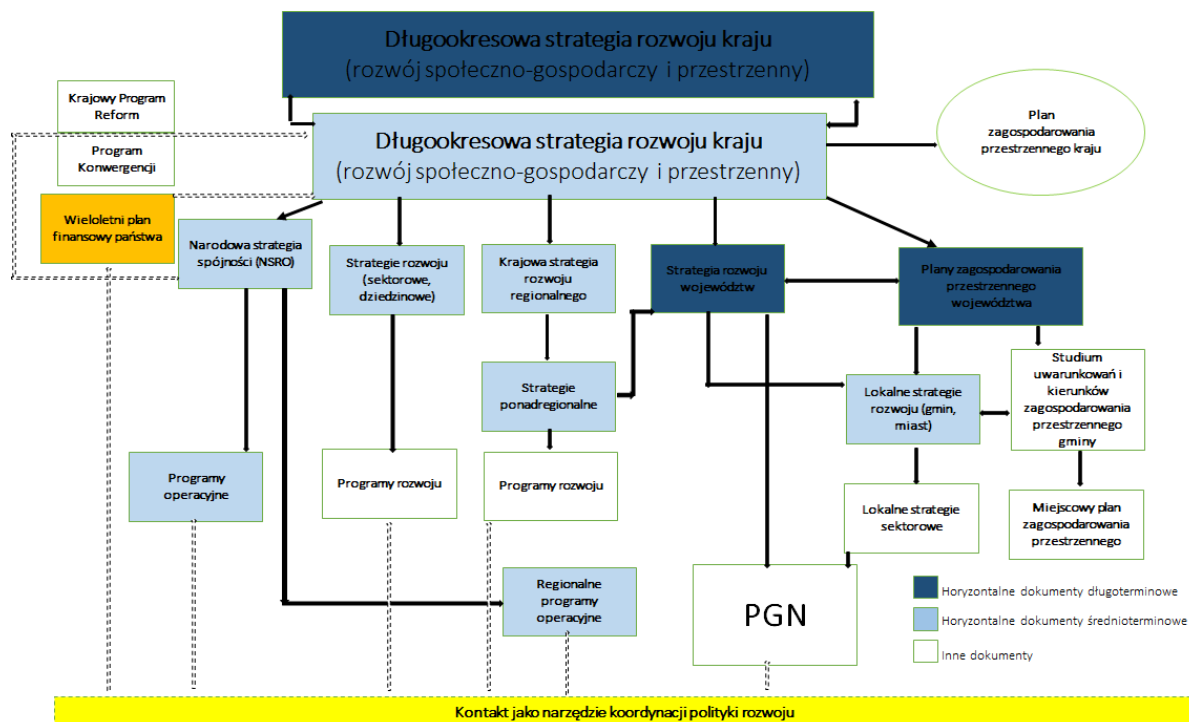 Długookresowa strategia rozwoju kraju
(rozwój społeczno-gospodarczy i przestrzenny)
Krajowy Program
Reform
Program
Konwergencji
Wieloletni plan
finansowy państwa
Długookresowa strategia rozwoju kraju
(rozwój społeczno-gospodarczy i przestrzenny)
Plan
zagospodarowania
przestrzennego kraju
Narodowa strategia
spójności (NSRO)
Strategie rozwoju
(sektorowe,
dziedzinowe)
Krajowa strategia
rozwoju
regionalnego
Strategia rozwoju
województw
Plany zagospodarowania
przestrzennego
województwa
Strategie
ponadregionalne
Lokalne strategie
rozwoju (gmin,
miast)
Studium
uwarunkowań i
kierunków
zagospodarowania
przestrzennego
gminy
Programy
operacyjne
Programy rozwoju
Programy rozwoju
Lokalne strategie
sektorowe
Miejscowy plan
zagospodarowania
przestrzennego
Regionalne
programy
operacyjne
PGN
Horyzontalne dokumenty długoterminowe
Horyzontalne dokumenty średnioterminowe
Inne dokumenty
Kontakt jako narzędzie koordynacji polityki rozwoju